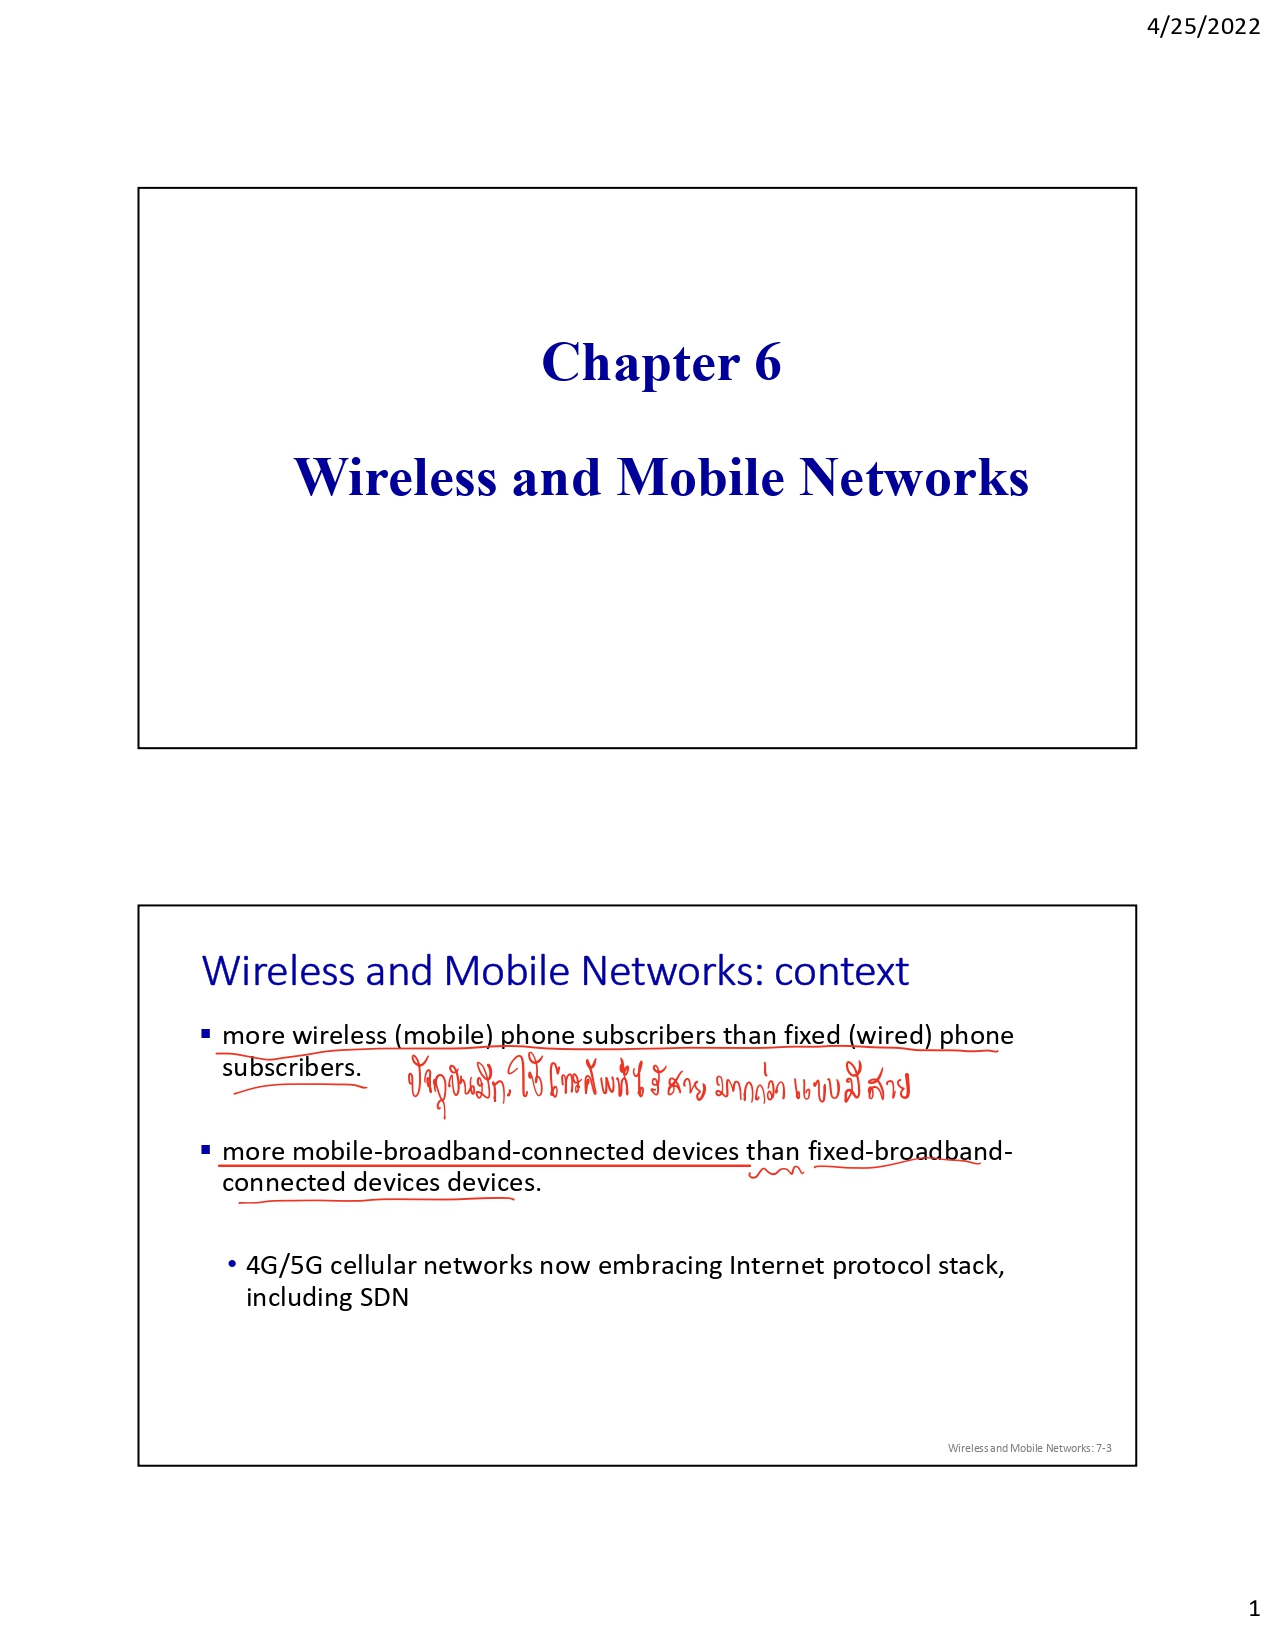 4/25/2022
Chapter 6
Wireless and Mobile Networks
Wireless and Mobile Networks: context
▪ more wireless (mobile) phone subscribers than fixed (wired) phone
subscribers.
ปัจจุบันมีก.ใช้โทรศัพท์ไร้สาย มากกว่า แบบมีสาย
▪ more mobile-broadband-connected devices than fixed-broadband-
connected devices devices.
• 4G/5G cellular networks now embracing Internet protocol stack,
including SDN
Wireless and Mobile Networks: 7-3
1